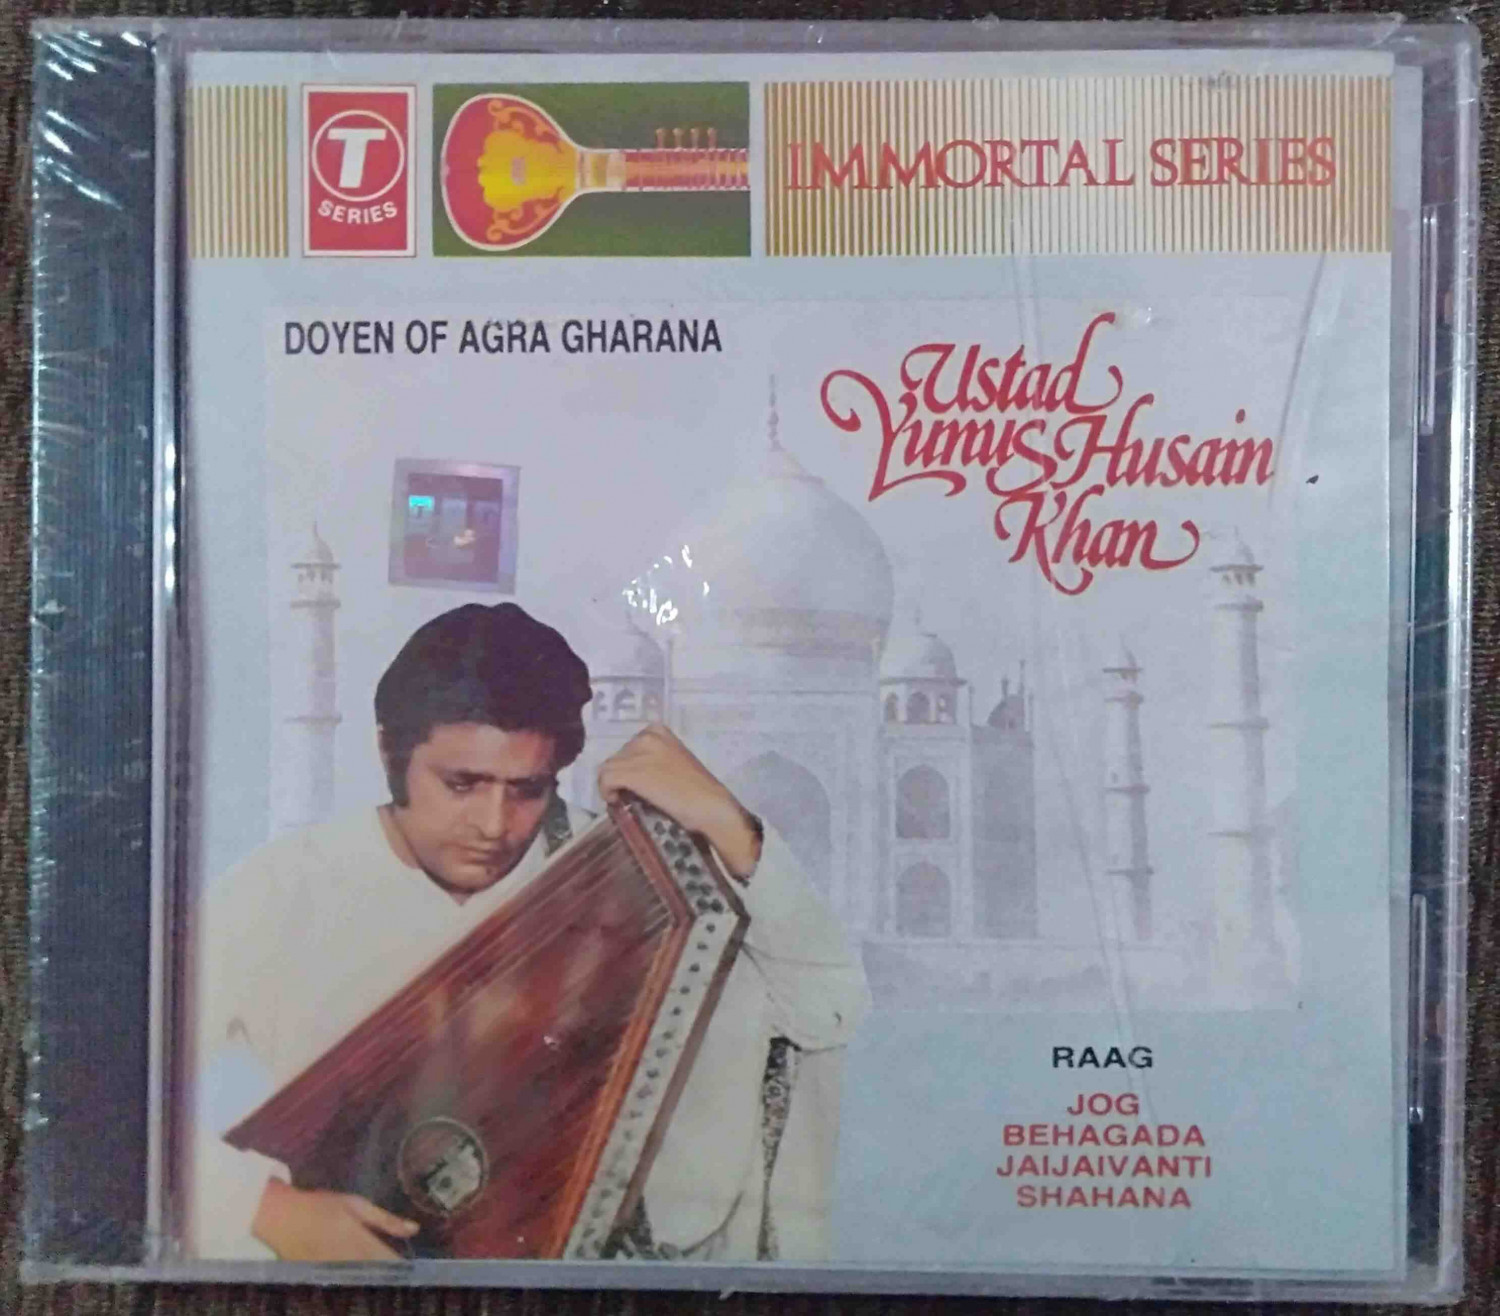 T
SERIES
IMMORTAL SERIES
DOYEN OF AGRA GHARANA
Ustad
Yunus Husain
Khan
RAAG
JOG
BEHAGADA
JAIJAIVANTI
SHAHANA